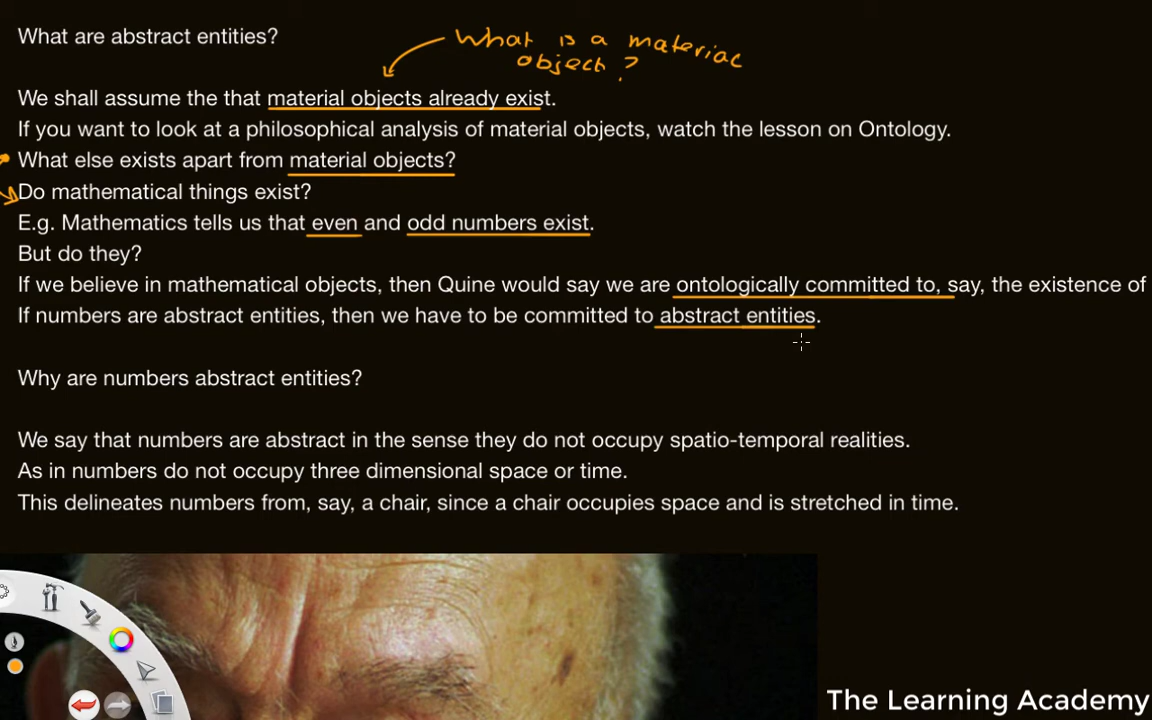 What are abstract entities?
What is a material
object?
We shall assume the that material objects already exist.
If you want to look at a philosophical analysis of material objects, watch the lesson on Ontology.
What else exists apart from material objects?
Do mathematical things exist?
E.g. Mathematics tells us that even and odd numbers exist.
But do they?
If we believe in mathematical objects, then Quine would say we are ontologically committed to, say, the existence of
If numbers are abstract entities, then we have to be committed to abstract entities.
Why are numbers abstract entities?
We say that numbers are abstract in the sense they do not occupy spatio-temporal realities.
As in numbers do not occupy three dimensional space or time.
This delineates numbers from, say, a chair, since a chair occupies space and is stretched in time.
The Learning Academy